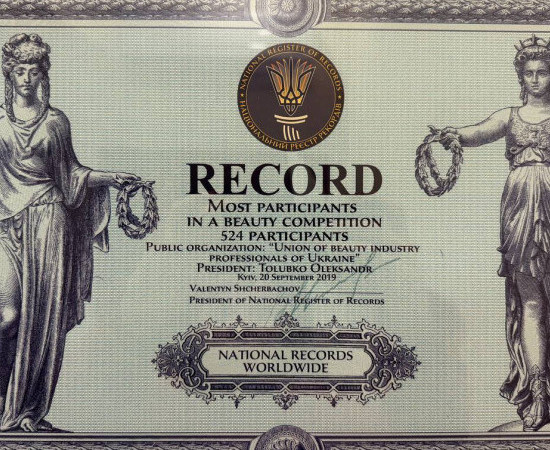 • NATIONAL REGISTER OF RECORDS •
НАЦІОНАЛЬНИЙ РЕЄСТР РЕКОРДІВ
RECORD
MOST PARTICIPANTS
IN A BEAUTY COMPETITION
524 PARTICIPANTS
PUBLIC ORGANIZATION: “UNION OF BEAUTY INDUSTRY
PROFESSIONALS OF UKRAINE”
PRESIDENT: TOLUBKO OLEKSANDR
KYIV, 20 SEPTEMBER 2019
VALENTYN SHCHERBACHOV
PRESIDENT OF NATIONAL REGISTER OF RECORDS
NATIONAL RECORDS
WORLDWIDE